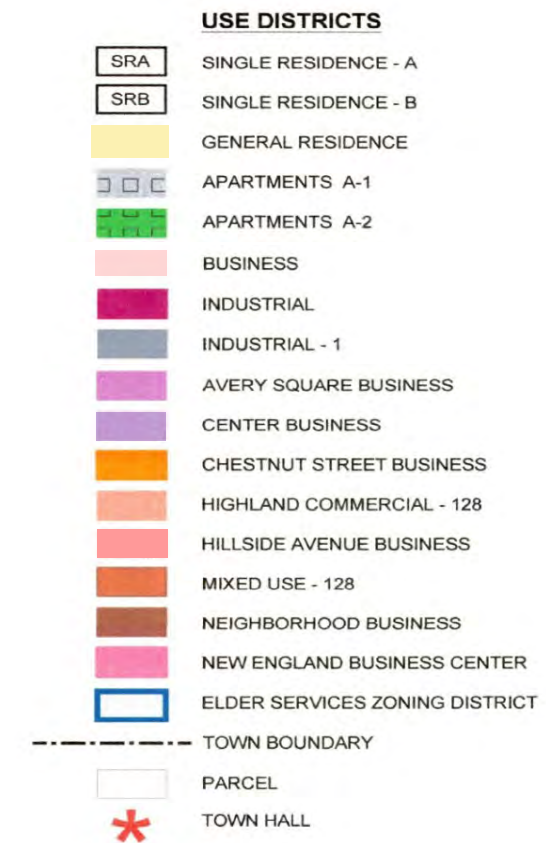 USE DISTRICTS
SRA SINGLE RESIDENCE - A
SRB SINGLE RESIDENCE - B
GENERAL RESIDENCE
APARTMENTS A-1
APARTMENTS A-2
BUSINESS
INDUSTRIAL
INDUSTRIAL - 1
AVERY SQUARE BUSINESS
CENTER BUSINESS
CHESTNUT STREET BUSINESS
HIGHLAND COMMERCIAL - 128
HILLSIDE AVENUE BUSINESS
MIXED USE - 128
NEIGHBORHOOD BUSINESS
NEW ENGLAND BUSINESS CENTER
ELDER SERVICES ZONING DISTRICT
TOWN BOUNDARY
PARCEL
TOWN HALL